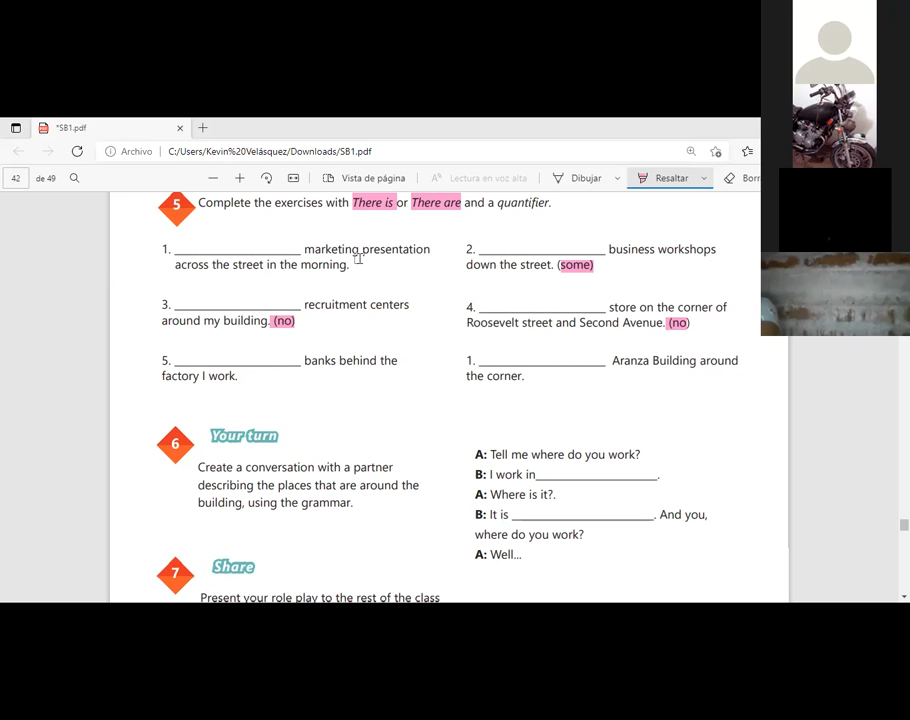 *SB1.pdf
Archivo
C:/Users/Kevin%20Velásquez/Downloads/SB1.pdf
42
de 49
Vista de página
Lectura en voz alta
Dibujar
Resaltar
Borr
5
Complete the exercises with There is or There are and a quantifier.
1. ________________ marketing presentation
across the street in the morning.
2. ________________ business workshops
down the street. (some)
3. ________________ recruitment centers
around my building. (no)
4. ________________ store on the corner of
Roosevelt street and Second Avenue. (no)
5. ________________ banks behind the
factory I work.
1. ________________ Aranza Building around
the corner.
6
Your turn
Create a conversation with a partner
describing the places that are around the
building, using the grammar.
A: Tell me where do you work?
B: I work in________________.
A: Where is it?.
B: It is __________________. And you,
where do you work?
A: Well...
7
Share
Present your role play to the rest of the class